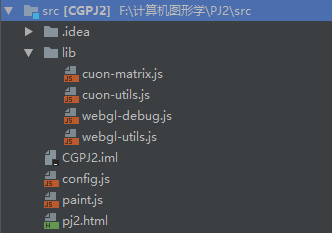 src [CGPJ2] F:\计算机图形学\PJ2\src
.idea
lib
cuon-matrix.js
cuon-utils.js
webgl-debug.js
webgl-utils.js
CGPJ2.iml
config.js
paint.js
pj2.html